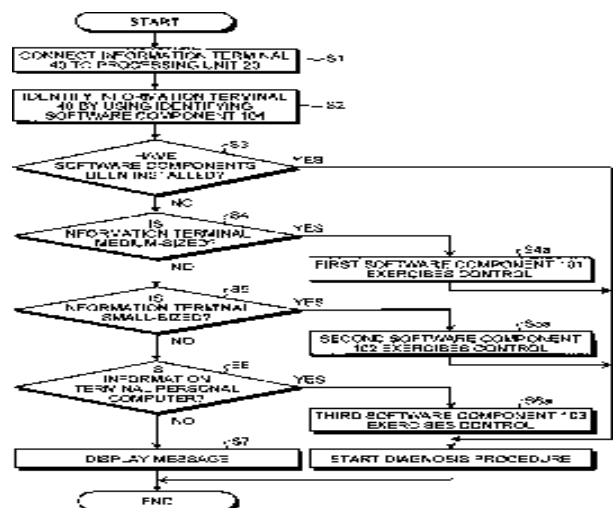 START
CONNECT INFORMATION TERMINAL
40 TO PROCESSING UNIT 20
S1
IDENTIFY INFORMATION TERMINAL
40 BY USING IDENTIFYING
SOFTWARE COMPONENT 104
S2
S3
HAVE
SOFTWARE COMPONENTS
BEEN INSTALLED?
YES
NO
S4
IS
INFORMATION TERMINAL
MEDIUM-SIZED?
YES
NO
S4a
FIRST SOFTWARE COMPONENT 101
EXERCISES CONTROL
S5
IS
INFORMATION TERMINAL
SMALL-SIZED?
YES
NO
S5a
SECOND SOFTWARE COMPONENT
102 EXERCISES CONTROL
S6
IS
INFORMATION
TERMINAL PERSONAL
COMPUTER?
YES
NO
S6a
THIRD SOFTWARE COMPONENT 103
EXERCISES CONTROL
S7
DISPLAY MESSAGE
START DIAGNOSIS PROCEDURE
END